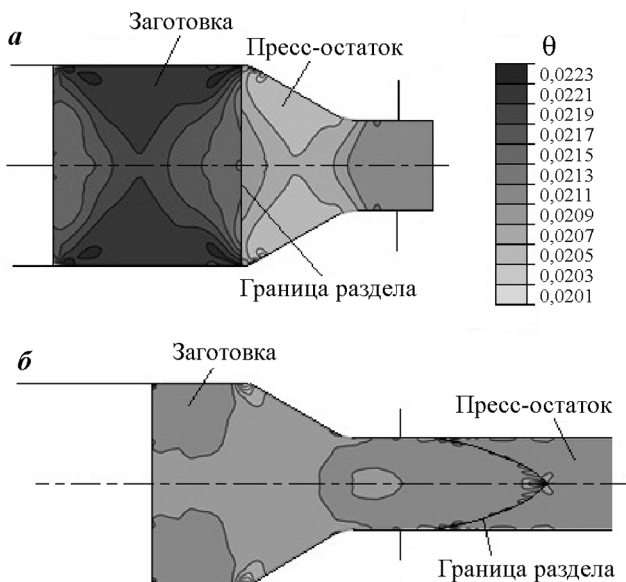 а
Заготовка
Пресс-остаток
Граница раздела
θ
0,0223
0,0221
0,0219
0,0217
0,0215
0,0213
0,0211
0,0209
0,0207
0,0205
0,0203
0,0201
б
Заготовка
Пресс-остаток
Граница раздела